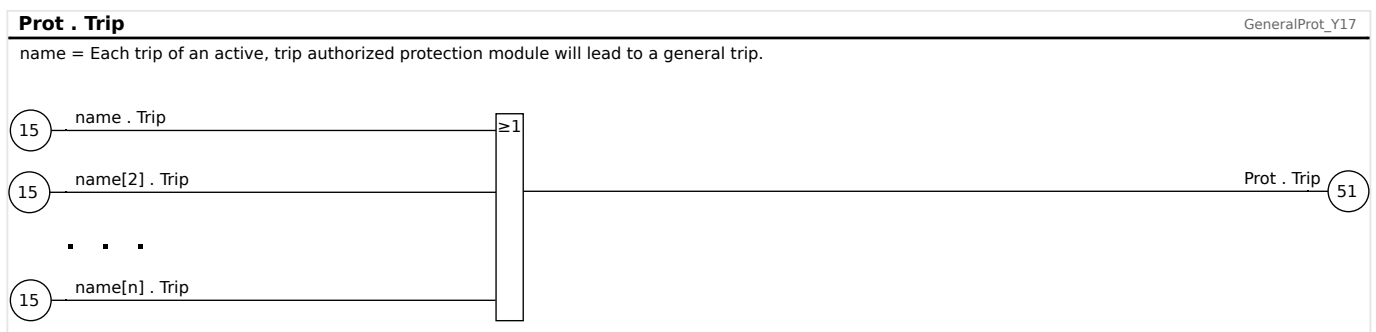 Prot . Trip
GeneralProt_Y17
name = Each trip of an active, trip authorized protection module will lead to a general trip.
15
name . Trip
≥1
15
name[2] . Trip
Prot . Trip
51
. . .
15
name[n] . Trip